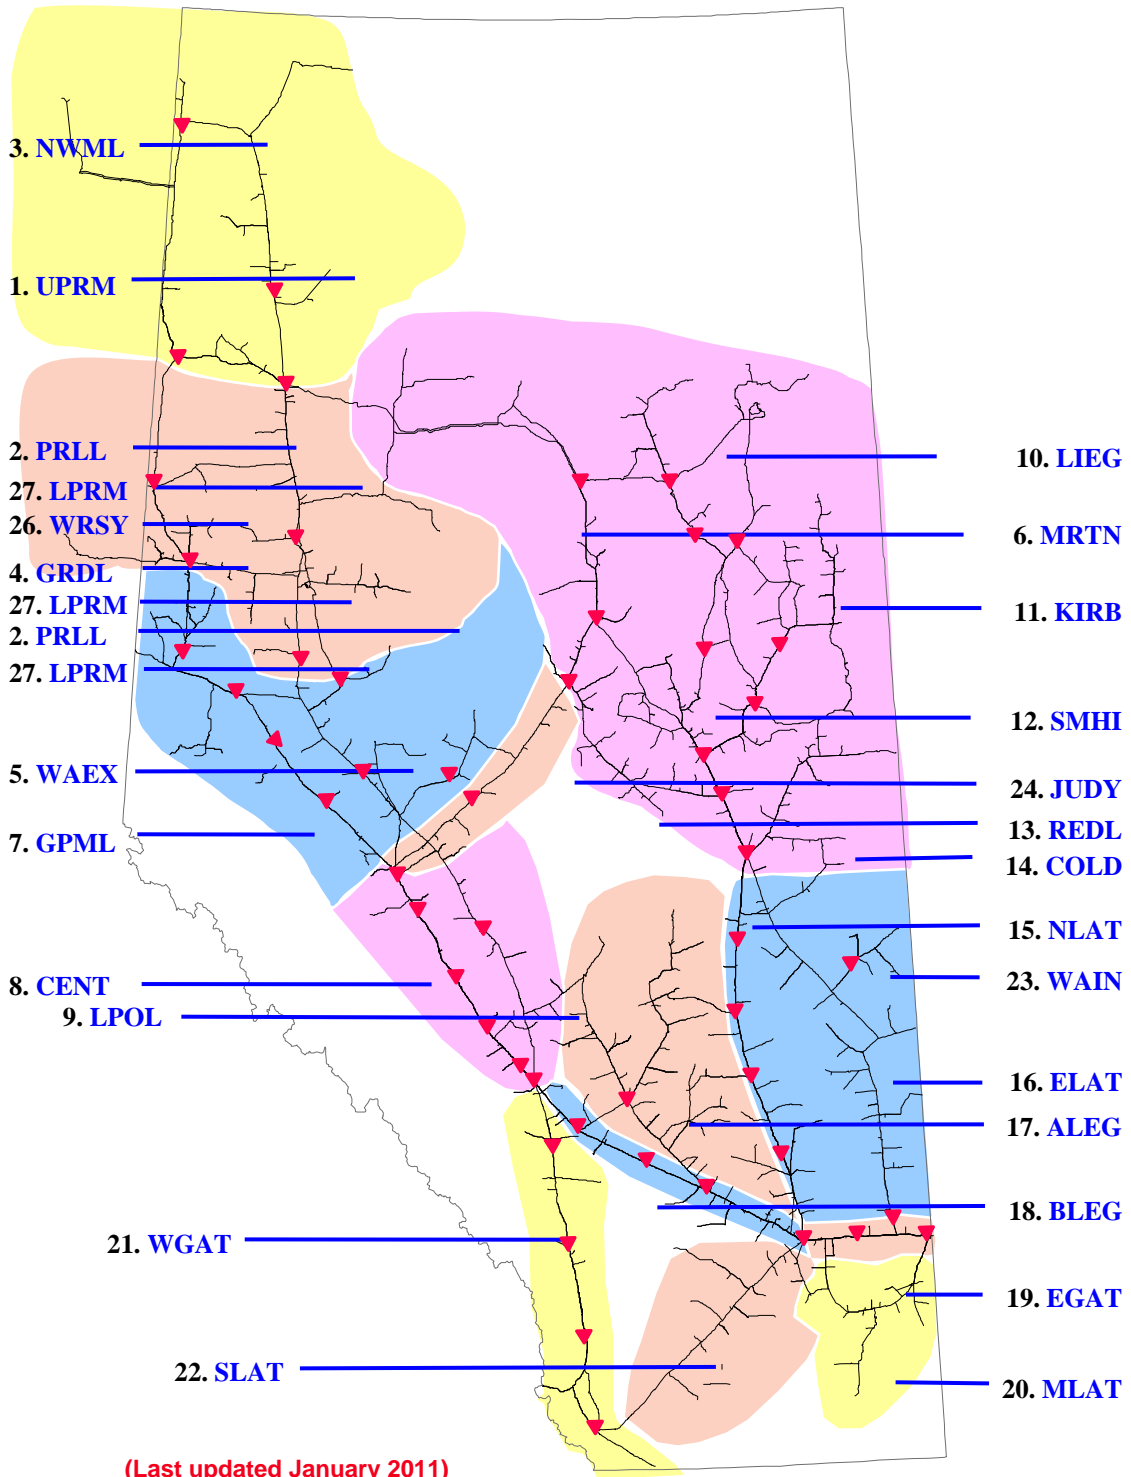 3. NWML
1. UPRM
2. PRLL
27. LPRM
26. WRSY
4. GRDL
27. LPRM
2. PRLL
27. LPRM
5. WAEX
7. GPML
8. CENT
9. LPOL
21. WGAT
22. SLAT
10. LIEG
6. MRTN
11. KIRB
12. SMHI
24. JUDY
13. REDL
14. COLD
15. NLAT
23. WAIN
16. ELAT
17. ALEG
18. BLEG
19. EGAT
20. MLAT
(Last updated January 2011)